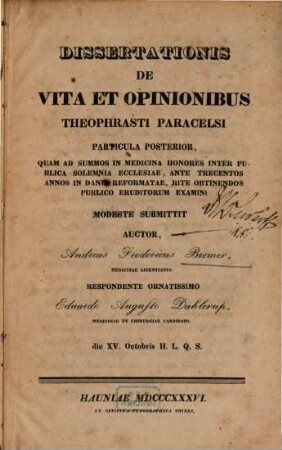 DISSERTATIONIS
DE
VITA ET OPINIONIBUS
THEOPHRASTI PARACELSI
PARTICULA POSTERIOR,
QUAM AD SUMMOS IN MEDICINA HONORES INTER PU-
BLICA SOLEMNIA ECCLESIAE, ANTE TRECENTOS
ANNOS IN DANIA REFORMATAE, RITE OBTINENDOS
PUBLICO ERUDITORUM EXAMINI
MODESTE SUBMITTIT
AUCTOR,
Andreas Fredericus Bremer,
MEDICINAE LICENTIATUS.
RESPONDENTE ORNATISSIMO
Eduardo Augusto Dahlerup,
MEDICINAE ET CHIRURGIAE CANDIDATO.
die XV. Octobris H. L. Q. S.
HAUNIAE MDCCCXXXVI.
EX OFFICINA TYPOGRAPHICA